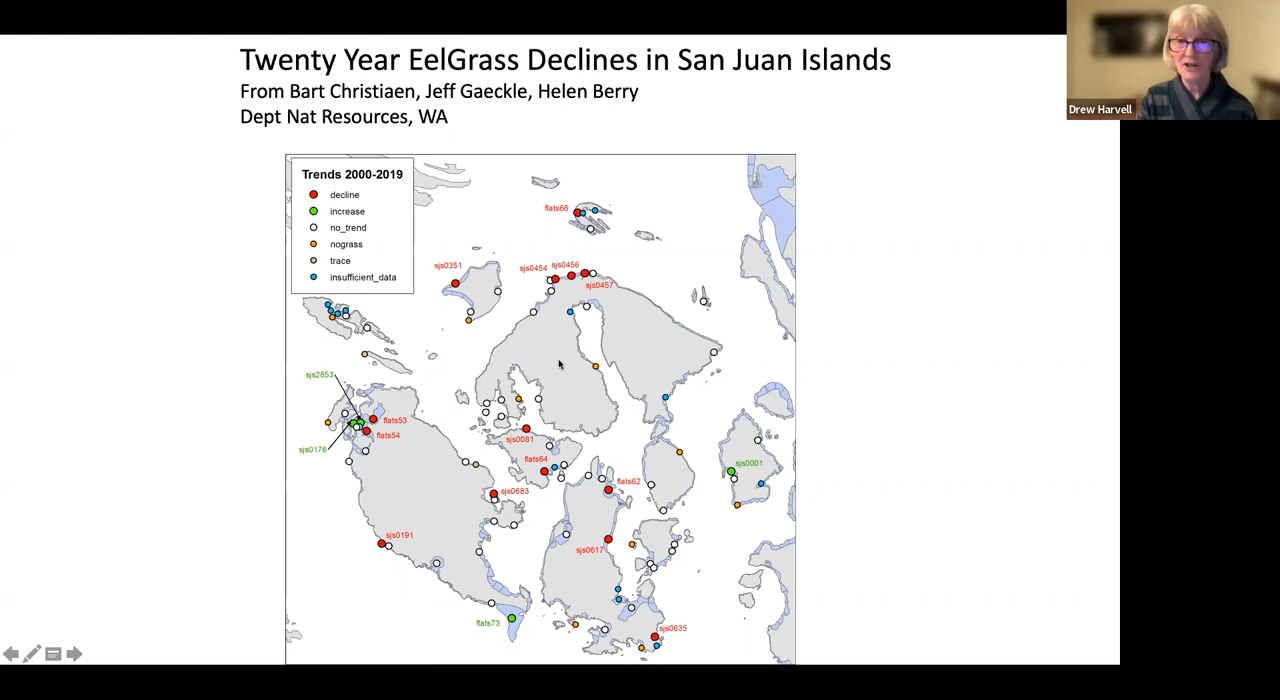 Twenty Year EelGrass Declines in San Juan Islands
From Bart Christiaen, Jeff Gaeckle, Helen Berry
Dept Nat Resources, WA
Drew Harvell
Trends 2000-2019
decline
increase
no_trend
nograss
trace
insufficient_data
flats66
sjs0351
sjs0454
sjs0456
sjs0457
sjs2853
flats53
flats54
sjs0176
sjs0081
flats64
sjs0001
flats62
sjs0683
sjs0191
sjs0617
flats73
sjs0635